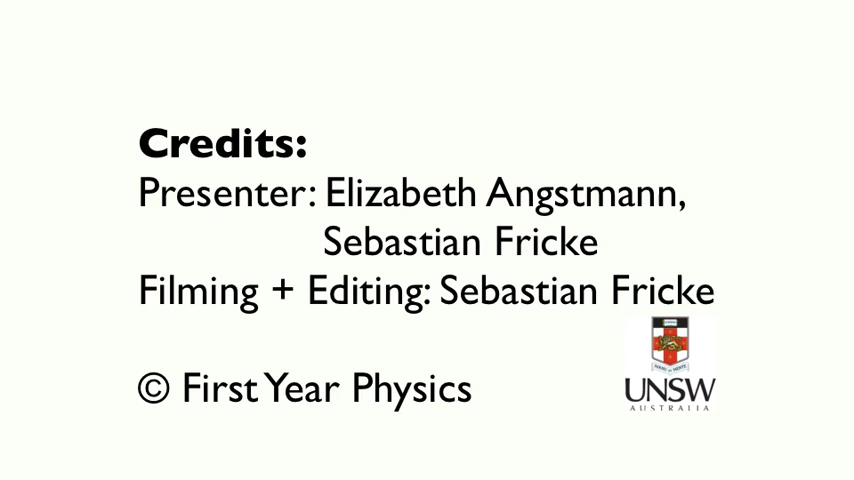 Credits:
Presenter: Elizabeth Angstmann,
Sebastian Fricke
Filming + Editing: Sebastian Fricke
© First Year Physics
UNSW
AUSTRALIA